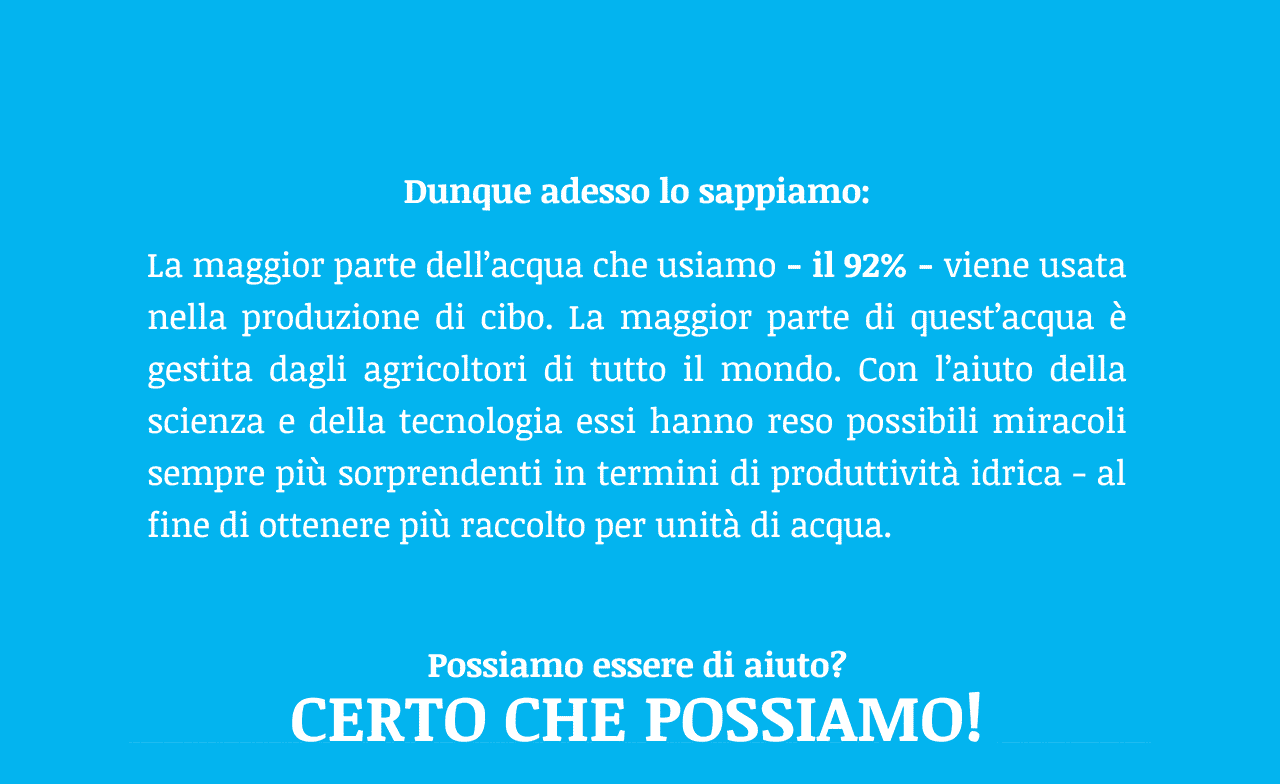 Dunque adesso lo sappiamo:
La maggior parte dell’acqua che usiamo - il 92% - viene usata
nella produzione di cibo. La maggior parte di quest’acqua è
gestita dagli agricoltori di tutto il mondo. Con l’aiuto della
scienza e della tecnologia essi hanno reso possibili miracoli
sempre più sorprendenti in termini di produttività idrica - al
fine di ottenere più raccolto per unità di acqua.
Possiamo essere di aiuto?
CERTO CHE POSSIAMO!